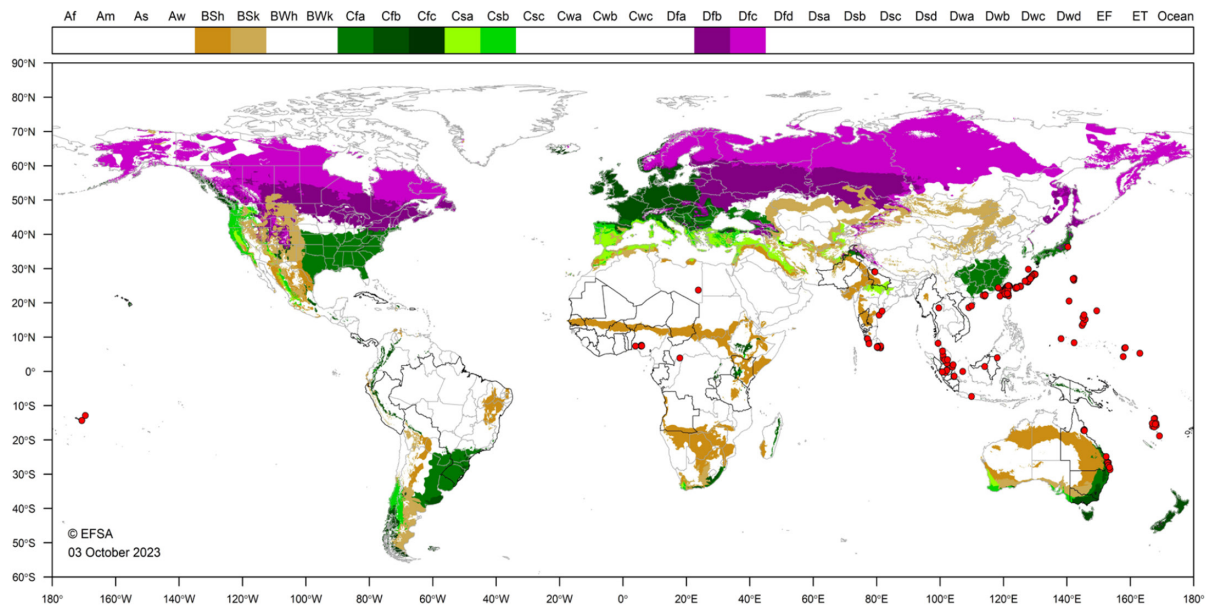 Af Am As Aw BSh BSk BWh BWk Cfa Cfb Cfc Csa Csb Csc Cwa Cwb Cwc Dfa Dfb Dfc Dfd Dsa Dsb Dsc Dsd Dwa Dwb Dwc Dwd EF ET Ocean
90°N
80°N
70°N
60°N
50°N
40°N
30°N
20°N
10°N
0°
10°S
20°S
30°S
40°S
50°S
60°S
© EFSA
03 October 2023
180° 160°W 140°W 120°W 100°W 80°W 60°W 40°W 20°W 0°E 20°E 40°E 60°E 80°E 100°E 120°E 140°E 160°E 180°